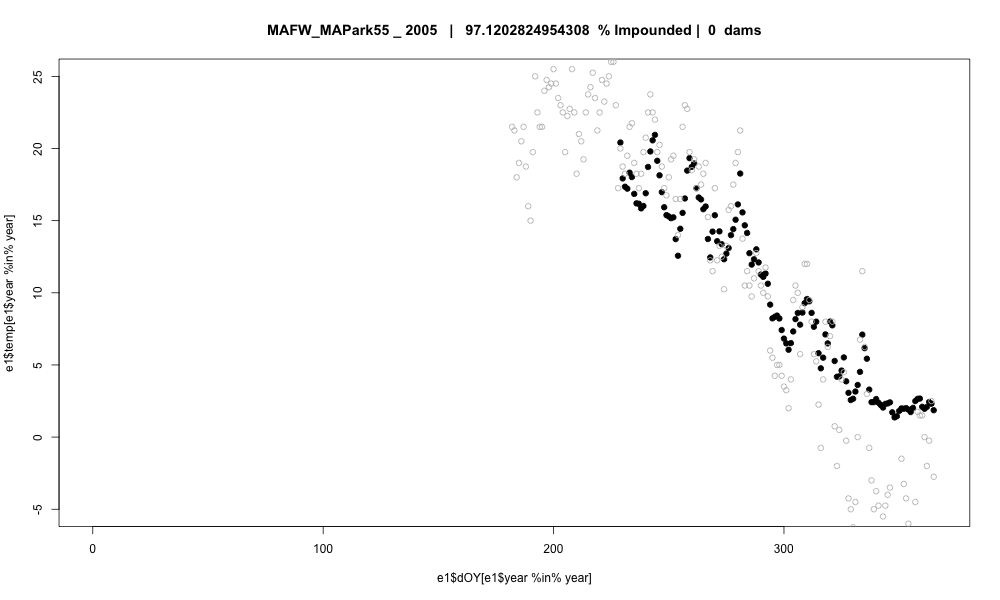 MAFW_MAPark55 _ 2005 | 97.1202824954308 % Impounded | 0 dams
25
20
15
10
5
0
-5
e1$temp[e1$year %in% year]
0 100 200 300
e1$dOY[e1$year %in% year]